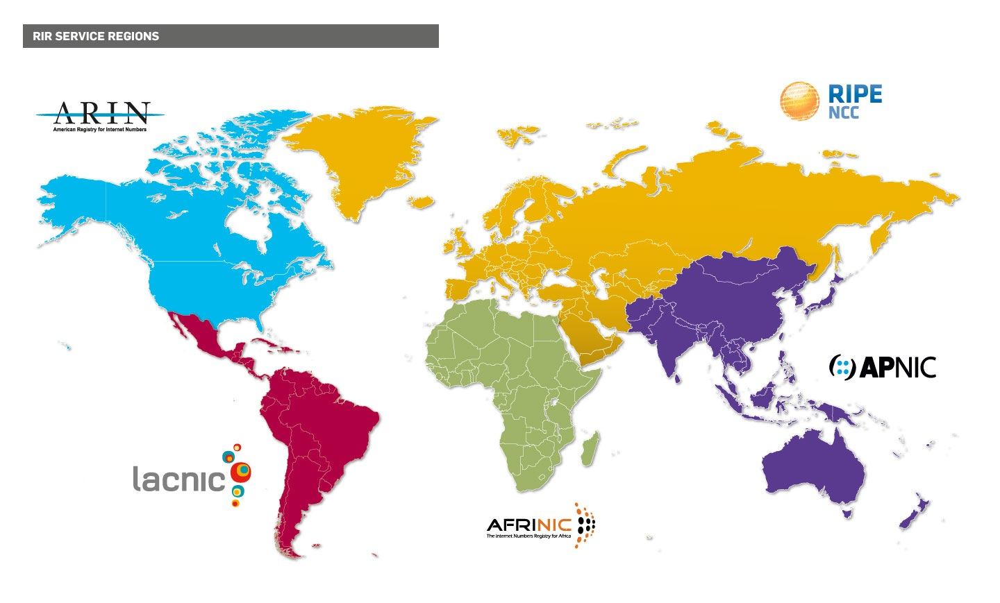 RIR SERVICE REGIONS
ARIN
American Registry for Internet Numbers
RIPE
NCC
APNIC
lacnic
AFRINIC
The Internet Numbers Registry for Africa